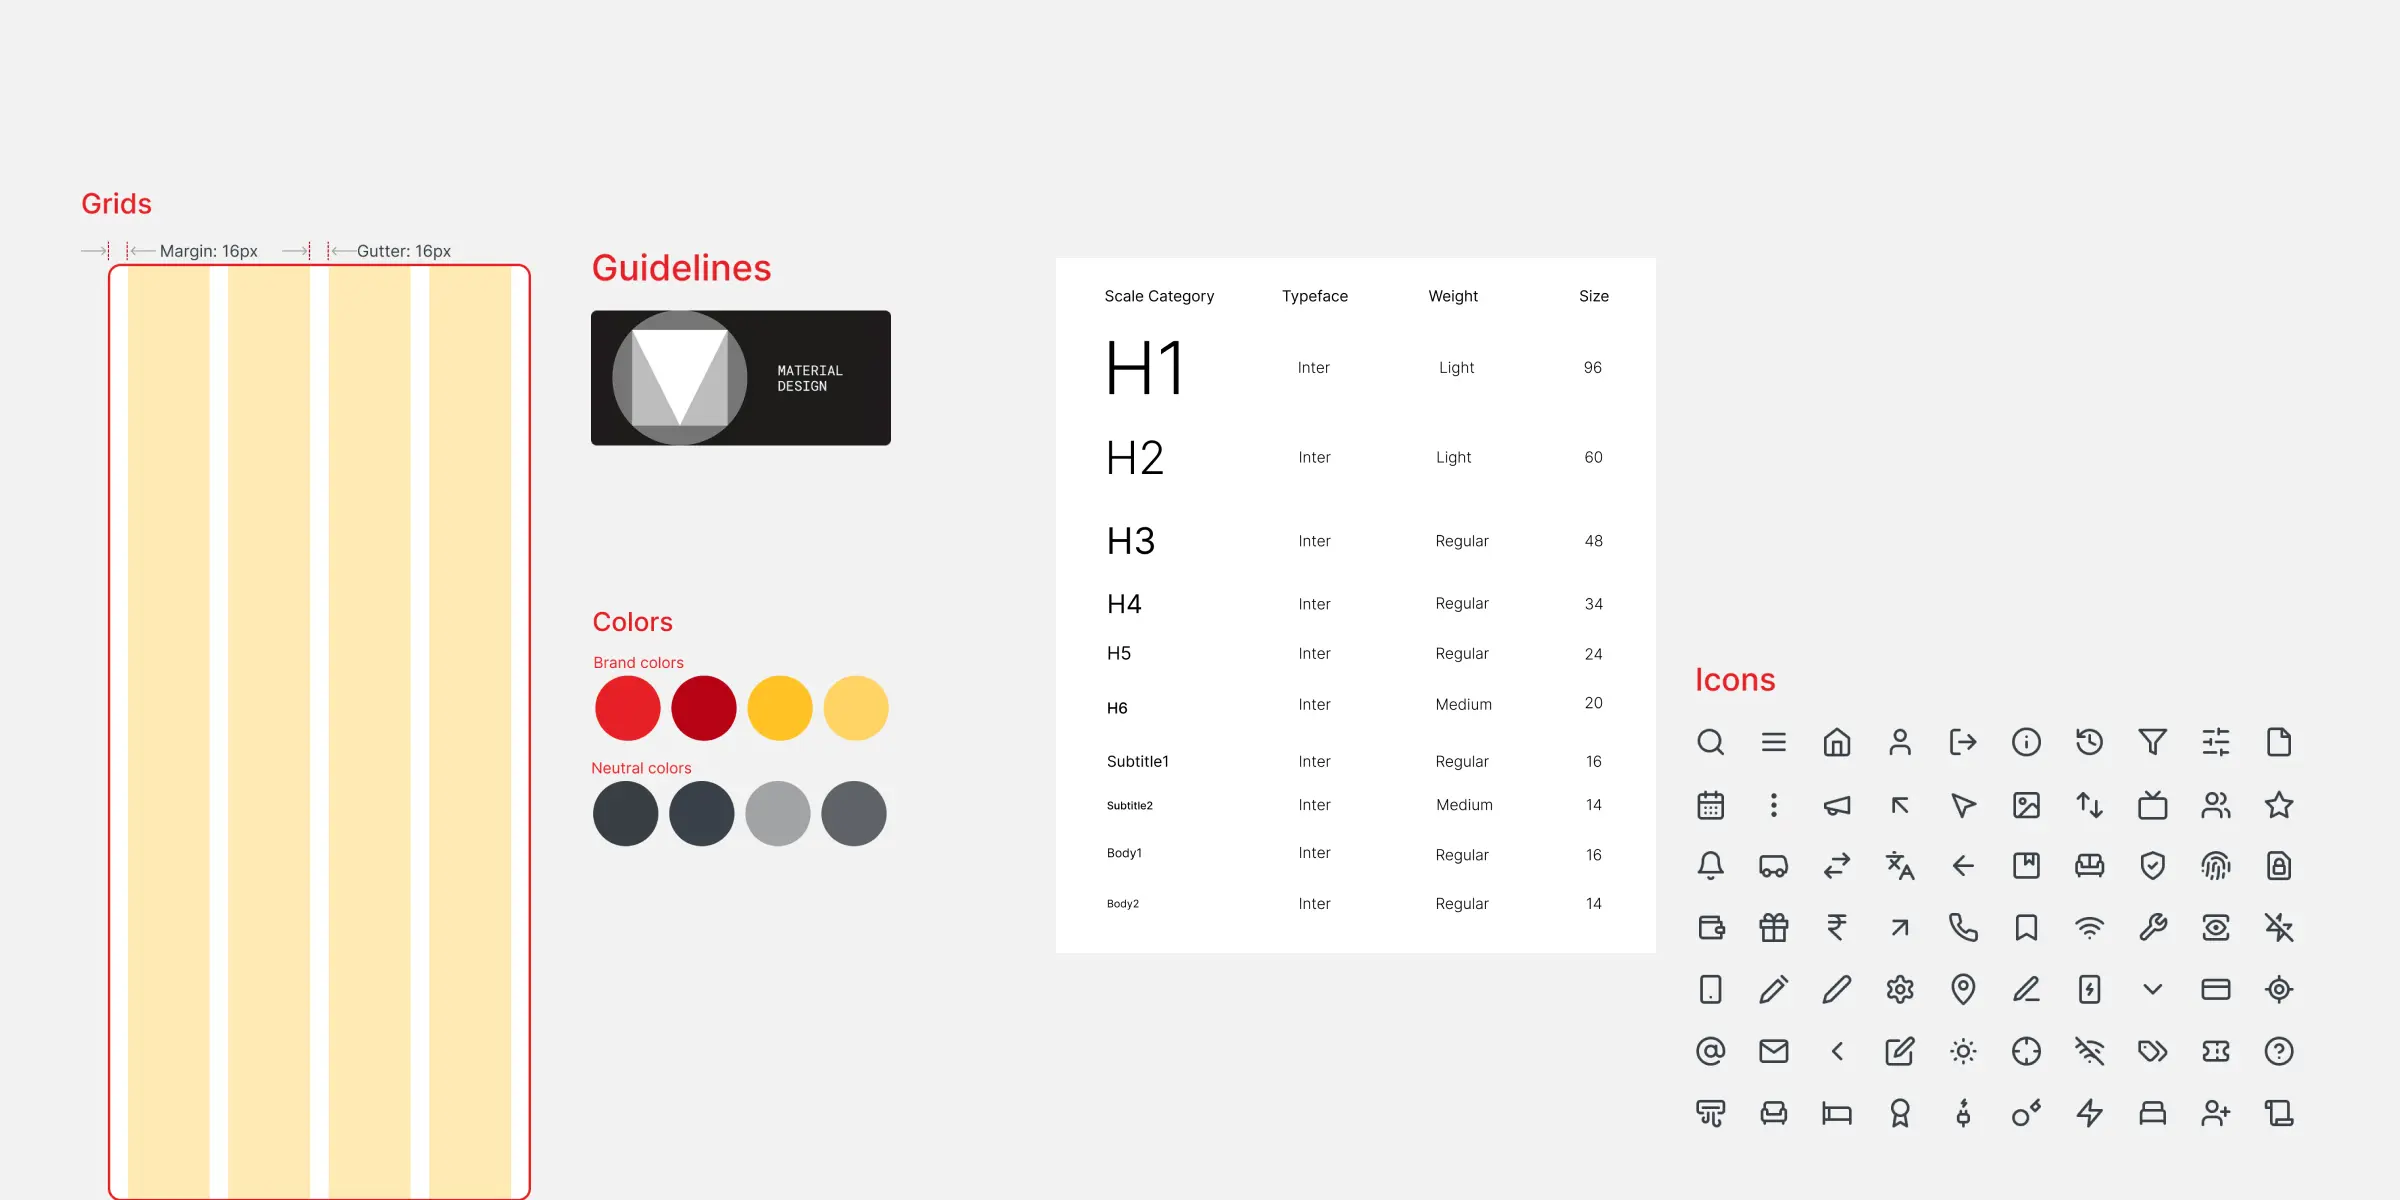 Grids
Margin: 16px
Gutter: 16px
Guidelines
MATERIAL
DESIGN
Colors
Brand colors
Neutral colors
Scale Category Typeface Weight Size
H1 Inter Light 96
H2 Inter Light 60
H3 Inter Regular 48
H4 Inter Regular 34
H5 Inter Regular 24
H6 Inter Medium 20
Subtitle1 Inter Regular 16
Subtitle2 Inter Medium 14
Body1 Inter Regular 16
Body2 Inter Regular 14
Icons